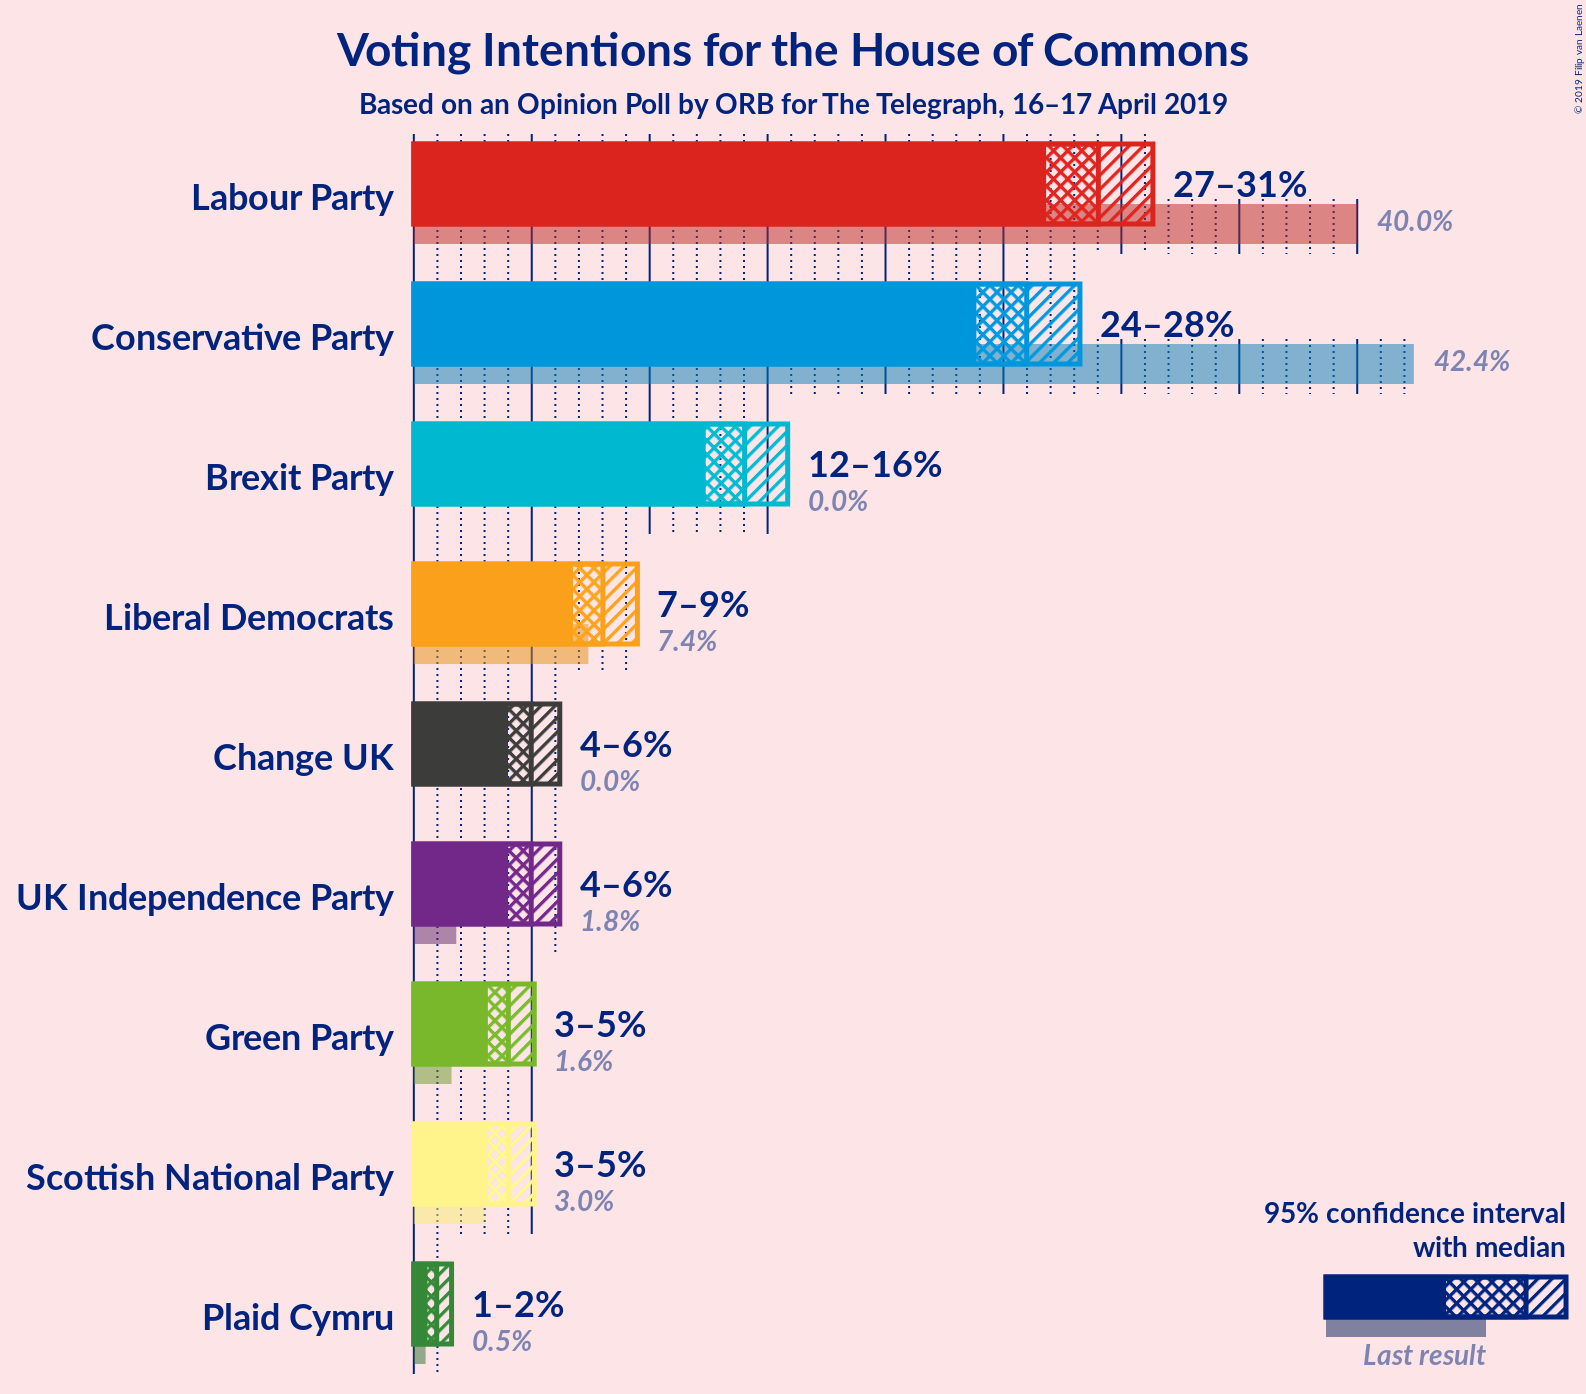 Voting Intentions for the House of Commons
Based on an Opinion Poll by ORB for The Telegraph, 16–17 April 2019
© 2019 Filip van Laenen
Labour Party
27–31%
40.0%
Conservative Party
24–28%
42.4%
Brexit Party
12–16%
0.0%
Liberal Democrats
7–9%
7.4%
Change UK
4–6%
0.0%
UK Independence Party
4–6%
1.8%
Green Party
3–5%
1.6%
Scottish National Party
3–5%
3.0%
Plaid Cymru
1–2%
0.5%
95% confidence interval
with median
Last result